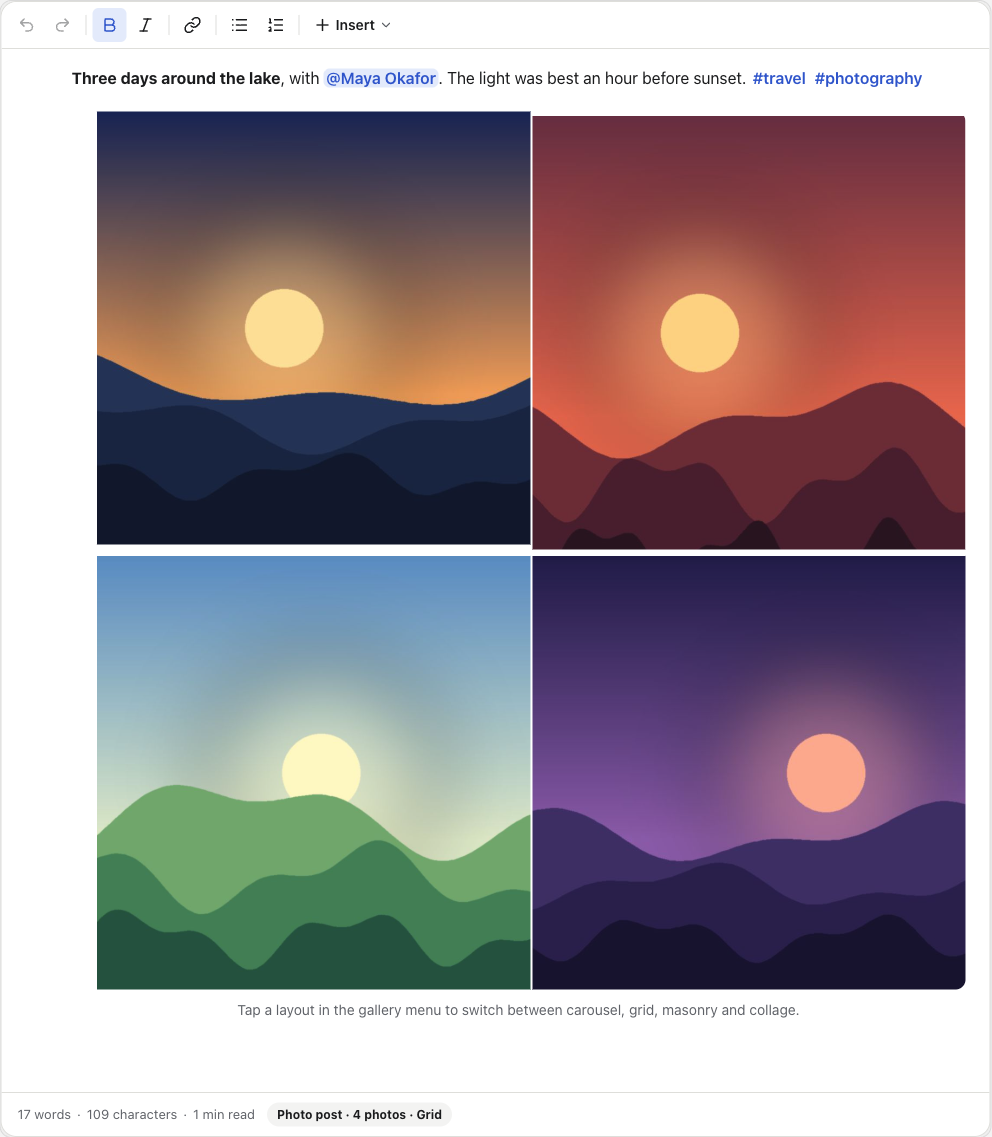 B I Insert
Three days around the lake, with @Maya Okafor. The light was best an hour before sunset. #travel #photography
Tap a layout in the gallery menu to switch between carousel, grid, masonry and collage.
17 words · 109 characters · 1 min read Photo post · 4 photos · Grid